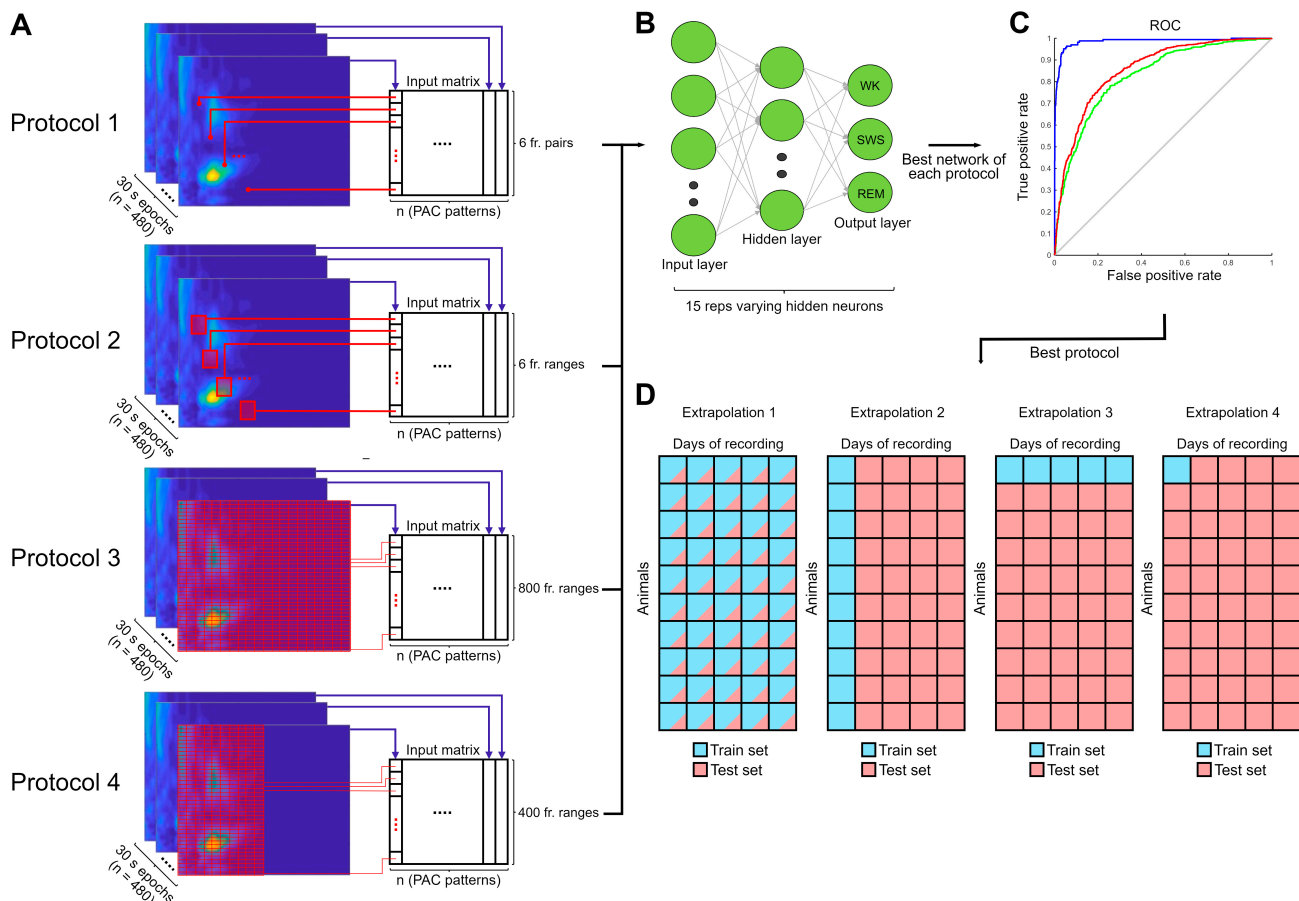 A
Protocol 1
30 s epochs
(n = 480)
Input matrix
6 fr. pairs
n (PAC patterns)
Protocol 2
30 s epochs
(n = 480)
Input matrix
6 fr. ranges
n (PAC patterns)
Protocol 3
30 s epochs
(n = 480)
Input matrix
800 fr. ranges
n (PAC patterns)
Protocol 4
30 s epochs
(n = 480)
Input matrix
400 fr. ranges
n (PAC patterns)
B
WK
SWS
REM
Input layer
Hidden layer
Output layer
15 reps varying hidden neurons
Best network of
each protocol
C
ROC
True positive rate
1
0.9
0.8
0.7
0.6
0.5
0.4
0.3
0.2
0.1
0
0
0.2
0.4
0.6
0.8
1
False positive rate
Best protocol
D
Extrapolation 1
Days of recording
Animals
Train set
Test set
Extrapolation 2
Days of recording
Animals
Train set
Test set
Extrapolation 3
Days of recording
Animals
Train set
Test set
Extrapolation 4
Days of recording
Animals
Train set
Test set